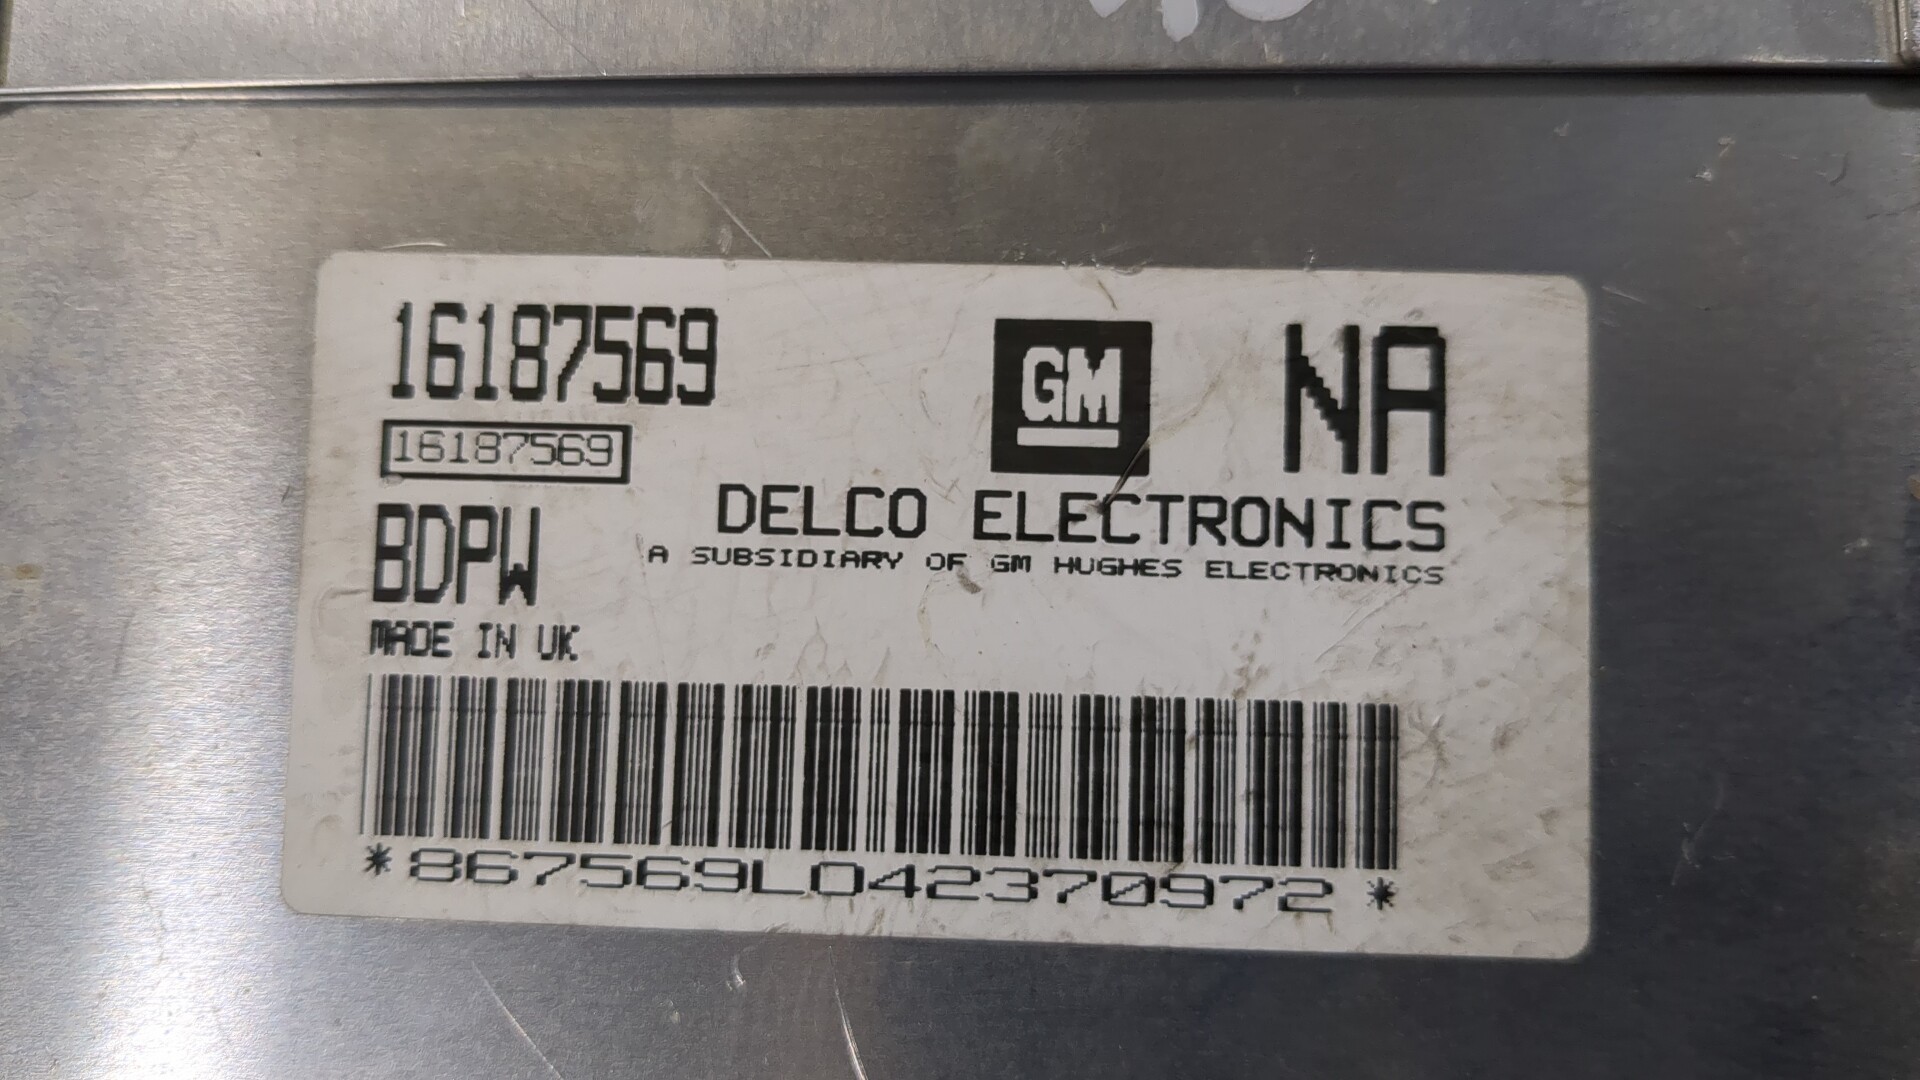 16187569
GM
NA
16187569
DELCO ELECTRONICS
BDPW
A SUBSIDIARY OF GM HUGHES ELECTRONICS
MADE IN UK
*867569L042370972*